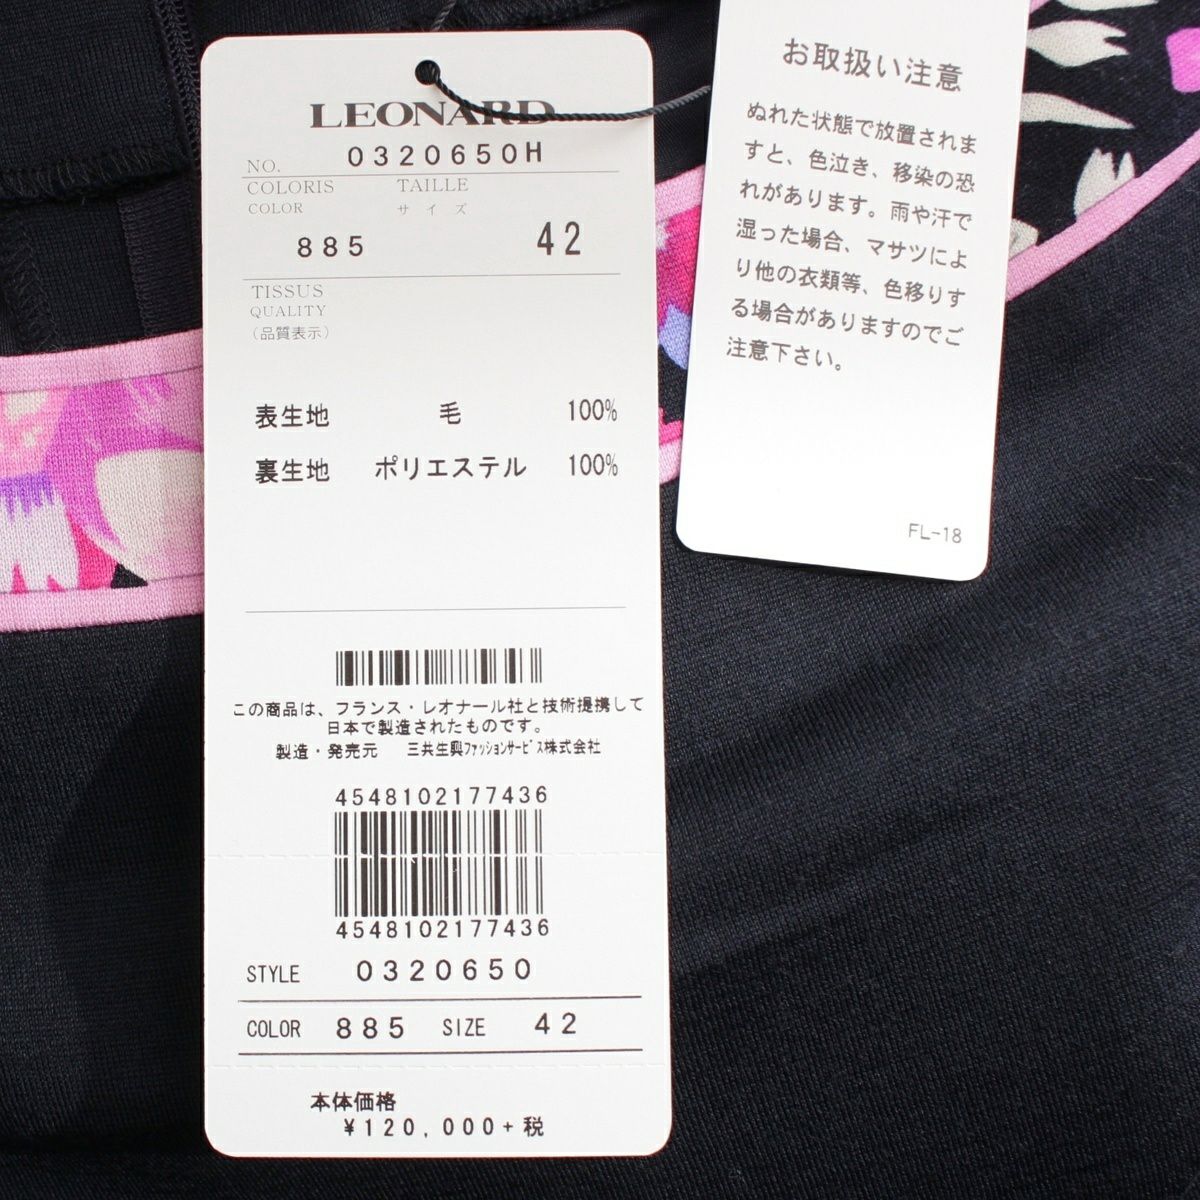 LEONARD
NO. 0320650H
COLORIS TAILLE
COLOR サイズ
885 42
TISSUS
QUALITY
（品質表示）
表生地 毛 100%
裏生地 ポリエステル 100%
この商品は、フランス・レオナール社と技術提携して
日本で製造されたものです。
製造・発売元 三共生興ﾌｧｯｼｮﾝｻｰﾋﾞｽ株式会社
4548102177436
4548102177436
STYLE 0320650
COLOR 885 SIZE 42
本体価格
¥120,000+税
お取扱い注意
ぬれた状態で放置されま
すと、色泣き、移染の恐
れがあります。雨や汗で
湿った場合、マサツによ
り他の衣類等、色移りす
る場合がありますのでご
注意下さい。
FL-18